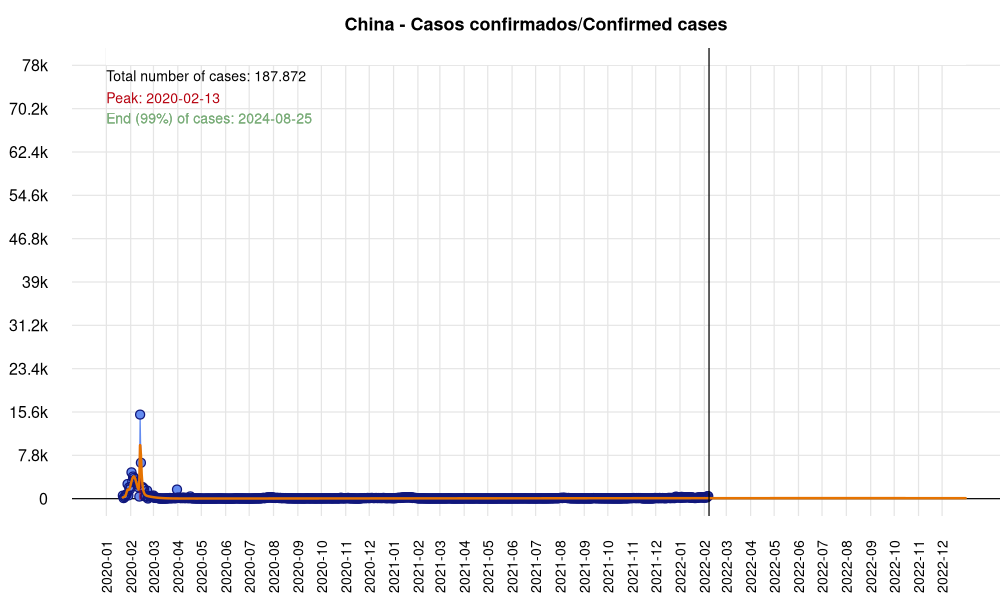 China - Casos confirmados/Confirmed cases
Total number of cases: 187.872
Peak: 2020-02-13
End (99%) of cases: 2024-08-25
78k
70.2k
62.4k
54.6k
46.8k
39k
31.2k
23.4k
15.6k
7.8k
0
2020-01
2020-02
2020-03
2020-04
2020-05
2020-06
2020-07
2020-08
2020-09
2020-10
2020-11
2020-12
2021-01
2021-02
2021-03
2021-04
2021-05
2021-06
2021-07
2021-08
2021-09
2021-10
2021-11
2021-12
2022-01
2022-02
2022-03
2022-04
2022-05
2022-06
2022-07
2022-08
2022-09
2022-10
2022-11
2022-12